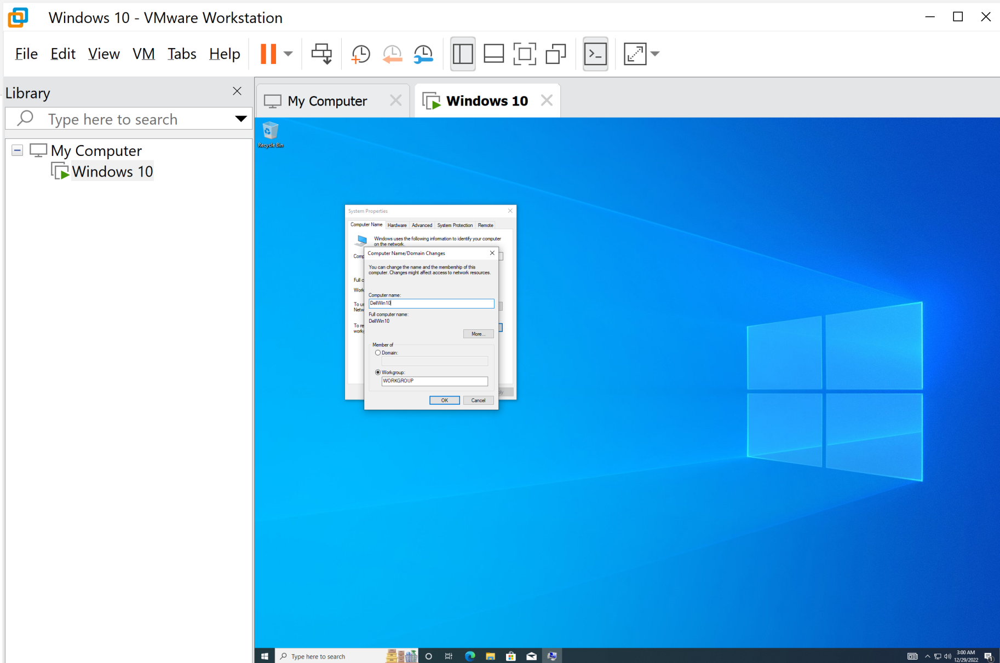 Windows 10 - VMware Workstation
File Edit View VM Tabs Help
Library
Type here to search
My Computer
Windows 10
My Computer
Windows 10
Recycle Bin
System Properties
Computer Name Hardware Advanced System Protection Remote
Windows uses the following information to identify your computer
on the network.
Comp
Full c
Work
To us
Netw
To re
workg
Computer Name/Domain Changes
You can change the name and the membership of this
computer. Changes might affect access to network resources.
Computer name:
DellWin10
Full computer name:
DellWin10
More...
Member of
Domain:
Workgroup:
WORKGROUP
OK Cancel
Type here to search
3:00 AM
12/29/2022
1